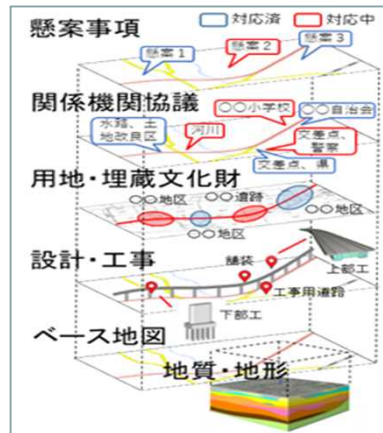 懸案事項
対応済
対応中
懸案1
懸案2
懸案3
関係機関協議
水路、土
地改良区
河川
〇〇小学校
〇〇自治会
交差点、
警察
交差点、県
用地・埋蔵文化財
〇〇地区
〇〇遺跡
〇〇地区
〇〇地区
設計・工事
舗装
上部工
工事用道路
下部工
ベース地図
地質・地形